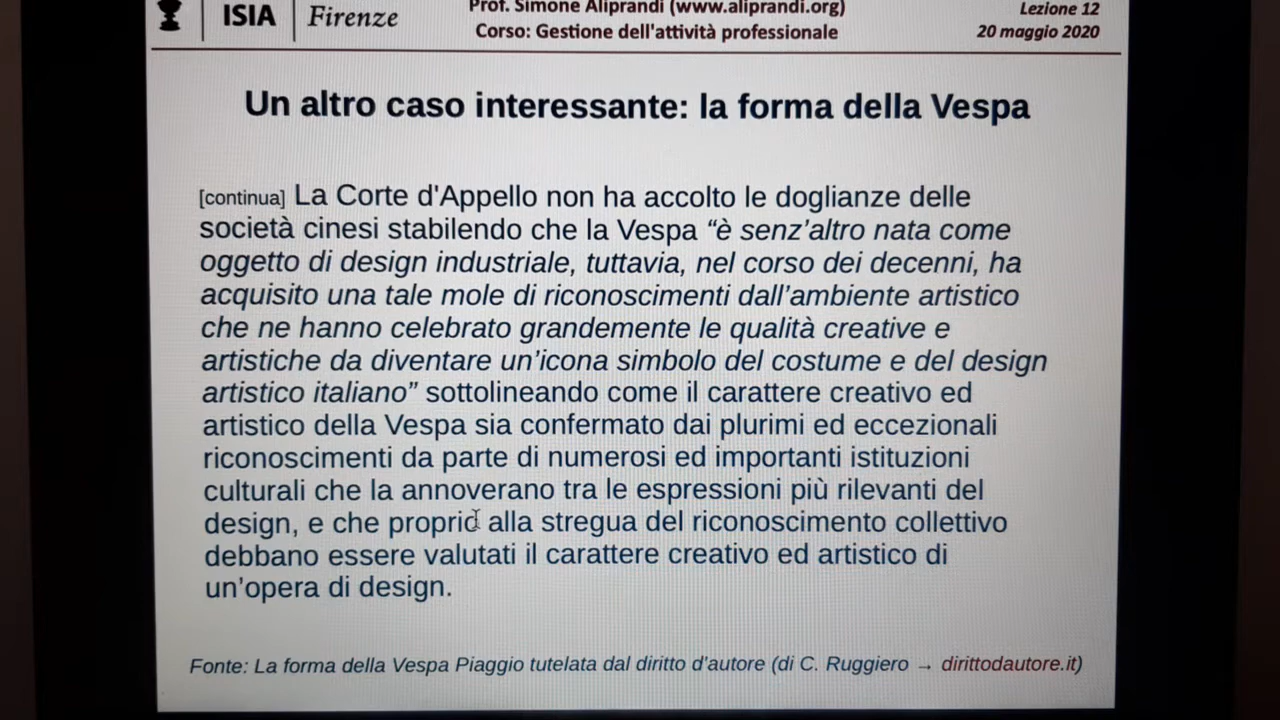 ISIA Firenze
Prof. Simone Aliprandi (www.aliprandi.org)
Corso: Gestione dell'attività professionale
Lezione 12
20 maggio 2020
Un altro caso interessante: la forma della Vespa
[continua] La Corte d'Appello non ha accolto le doglianze delle
società cinesi stabilendo che la Vespa “è senz’altro nata come
oggetto di design industriale, tuttavia, nel corso dei decenni, ha
acquisito una tale mole di riconoscimenti dall’ambiente artistico
che ne hanno celebrato grandemente le qualità creative e
artistiche da diventare un’icona simbolo del costume e del design
artistico italiano” sottolineando come il carattere creativo ed
artistico della Vespa sia confermato dai plurimi ed eccezionali
riconoscimenti da parte di numerosi ed importanti istituzioni
culturali che la annoverano tra le espressioni più rilevanti del
design, e che proprio alla stregua del riconoscimento collettivo
debbano essere valutati il carattere creativo ed artistico di
un’opera di design.
Fonte: La forma della Vespa Piaggio tutelata dal diritto d’autore (di C. Ruggiero → dirittodautore.it)